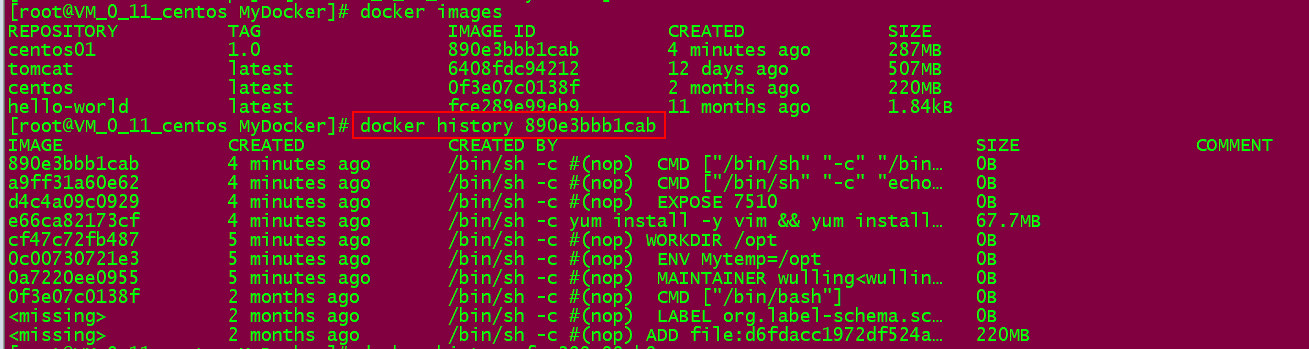 [root@VM_0_11_centos MyDocker]# docker images
REPOSITORY TAG IMAGE ID CREATED SIZE
centos01 1.0 890e3bbb1cab 4 minutes ago 287MB
tomcat latest 6408fdc94212 12 days ago 507MB
centos latest 0f3e07c0138f 2 months ago 220MB
hello-world latest fce289e99eb9 11 months ago 1.84kB
[root@VM_0_11_centos MyDocker]# docker history 890e3bbb1cab
IMAGE CREATED CREATED BY SIZE COMMENT
890e3bbb1cab 4 minutes ago /bin/sh -c #(nop) CMD ["/bin/sh" "-c" "/bin… 0B
a9ff31a60e62 4 minutes ago /bin/sh -c #(nop) CMD ["/bin/sh" "-c" "echo… 0B
d4c4a09c0929 4 minutes ago /bin/sh -c #(nop) EXPOSE 7510 0B
e66ca82173cf 4 minutes ago /bin/sh -c yum install -y vim && yum install… 67.7MB
cf47c72fb487 5 minutes ago /bin/sh -c #(nop) WORKDIR /opt 0B
0c00730721e3 5 minutes ago /bin/sh -c #(nop) ENV Mytemp=/opt 0B
0a7220ee0955 5 minutes ago /bin/sh -c #(nop) MAINTAINER wulling<wullin… 0B
0f3e07c0138f 2 months ago /bin/sh -c #(nop) CMD ["/bin/bash"] 0B
<missing> 2 months ago /bin/sh -c #(nop) LABEL org.label-schema.sc… 0B
<missing> 2 months ago /bin/sh -c #(nop) ADD file:d6fdacc1972df524a… 220MB